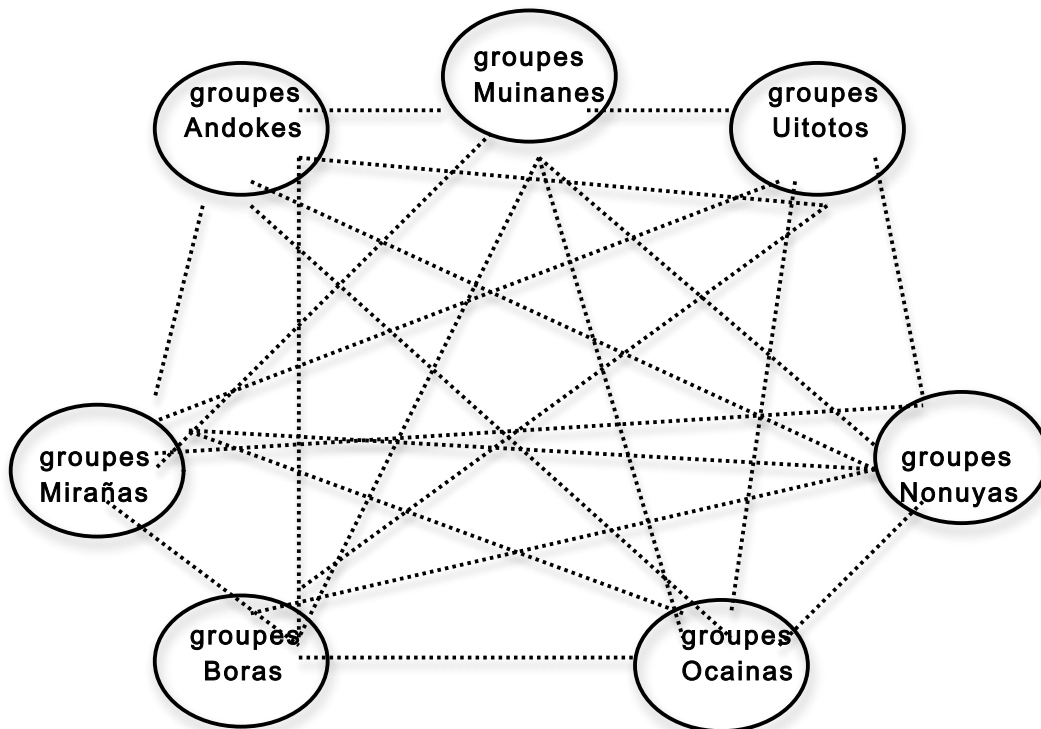 groupes
Muinanes
groupes
Andokes
groupes
Uitotos
groupes
Mirañas
groupes
Nonuyas
groupes
Boras
groupes
Ocainas